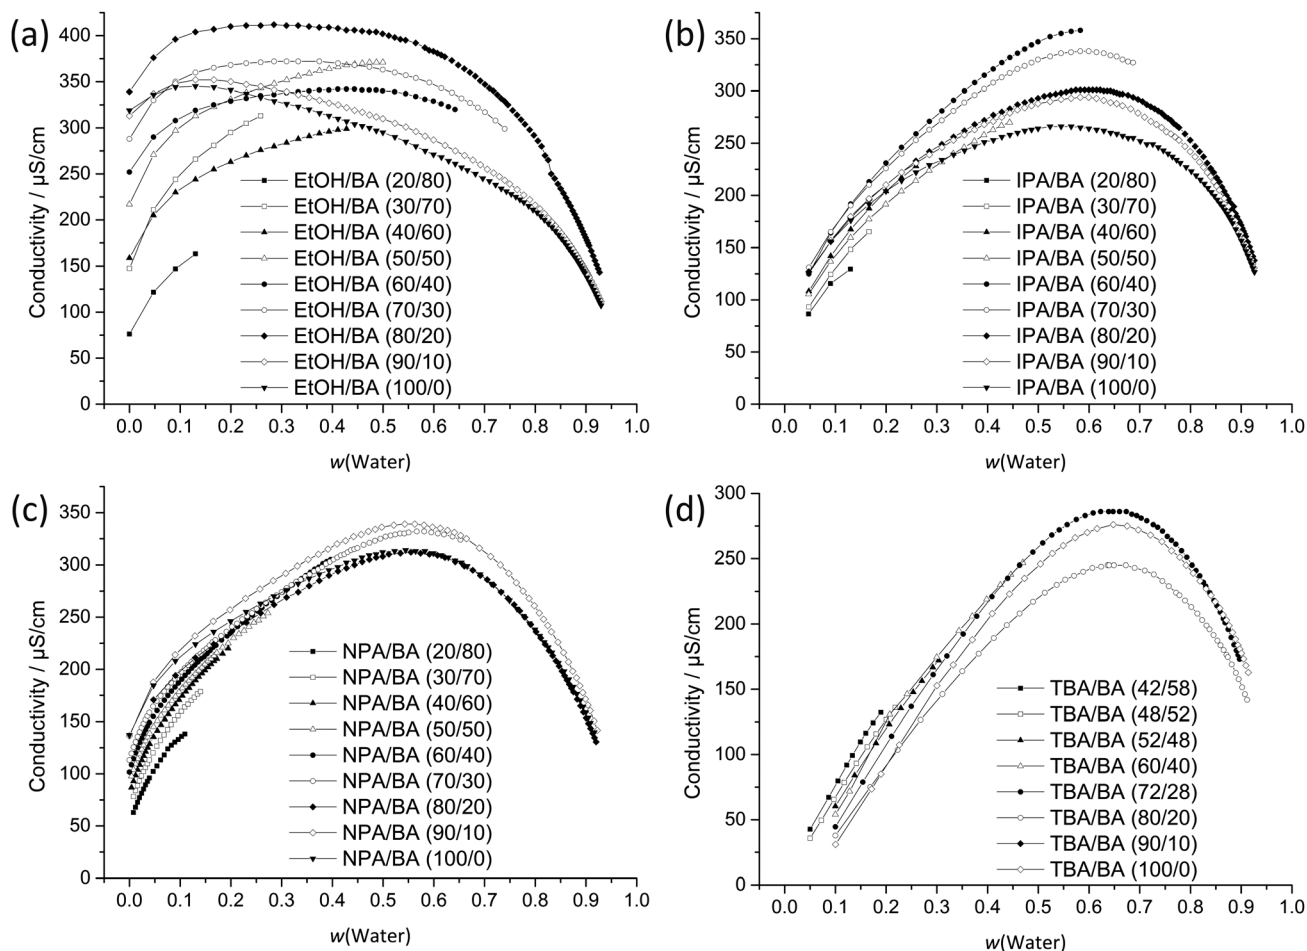 (a)
400
350
300
250
200
150
100
50
0
Conductivity / µS/cm
EtOH/BA (20/80)
EtOH/BA (30/70)
EtOH/BA (40/60)
EtOH/BA (50/50)
EtOH/BA (60/40)
EtOH/BA (70/30)
EtOH/BA (80/20)
EtOH/BA (90/10)
EtOH/BA (100/0)
0.0 0.1 0.2 0.3 0.4 0.5 0.6 0.7 0.8 0.9 1.0
w(Water)
(b)
350
300
250
200
150
100
50
0
Conductivity / µS/cm
IPA/BA (20/80)
IPA/BA (30/70)
IPA/BA (40/60)
IPA/BA (50/50)
IPA/BA (60/40)
IPA/BA (70/30)
IPA/BA (80/20)
IPA/BA (90/10)
IPA/BA (100/0)
0.0 0.1 0.2 0.3 0.4 0.5 0.6 0.7 0.8 0.9 1.0
w(Water)
(c)
350
300
250
200
150
100
50
0
Conductivity / µS/cm
NPA/BA (20/80)
NPA/BA (30/70)
NPA/BA (40/60)
NPA/BA (50/50)
NPA/BA (60/40)
NPA/BA (70/30)
NPA/BA (80/20)
NPA/BA (90/10)
NPA/BA (100/0)
0.0 0.1 0.2 0.3 0.4 0.5 0.6 0.7 0.8 0.9 1.0
w(Water)
(d)
300
250
200
150
100
50
0
Conductivity / µS/cm
TBA/BA (42/58)
TBA/BA (48/52)
TBA/BA (52/48)
TBA/BA (60/40)
TBA/BA (72/28)
TBA/BA (80/20)
TBA/BA (90/10)
TBA/BA (100/0)
0.0 0.1 0.2 0.3 0.4 0.5 0.6 0.7 0.8 0.9 1.0
w(Water)